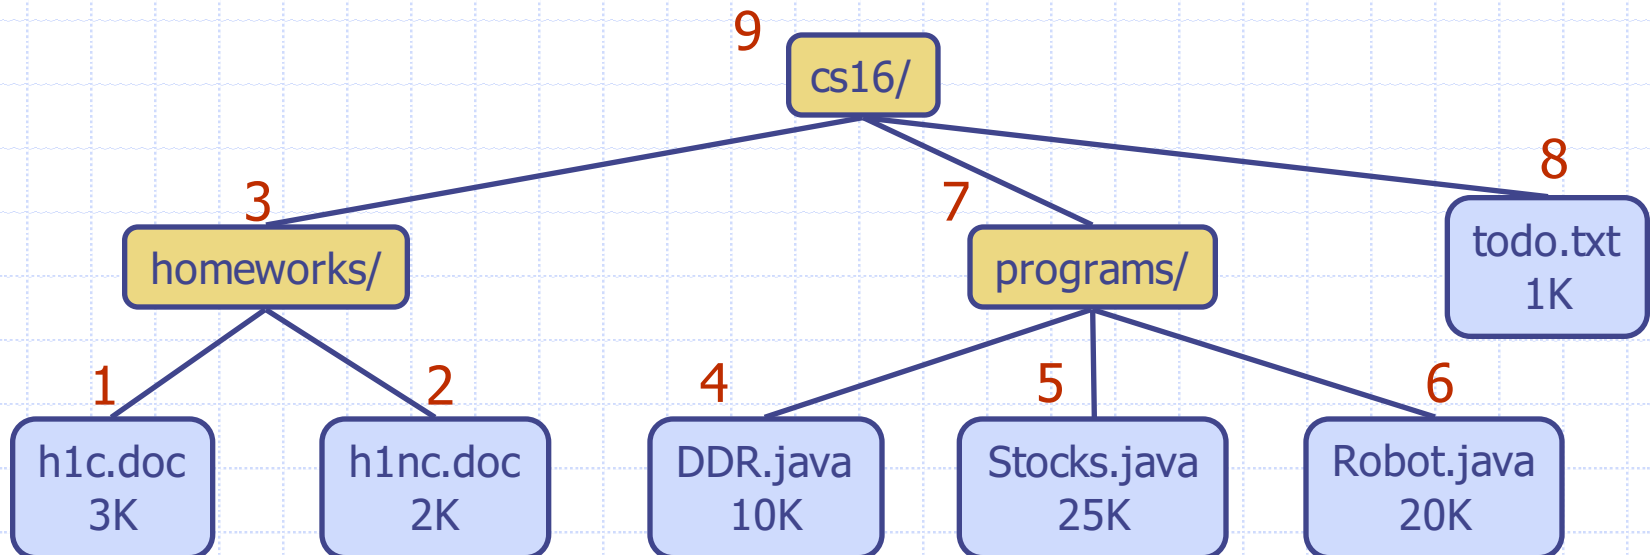 9
cs16/
8
3
7
todo.txt
1K
homeworks/
programs/
1
2
4
5
6
h1c.doc
3K
h1nc.doc
2K
DDR.java
10K
Stocks.java
25K
Robot.java
20K